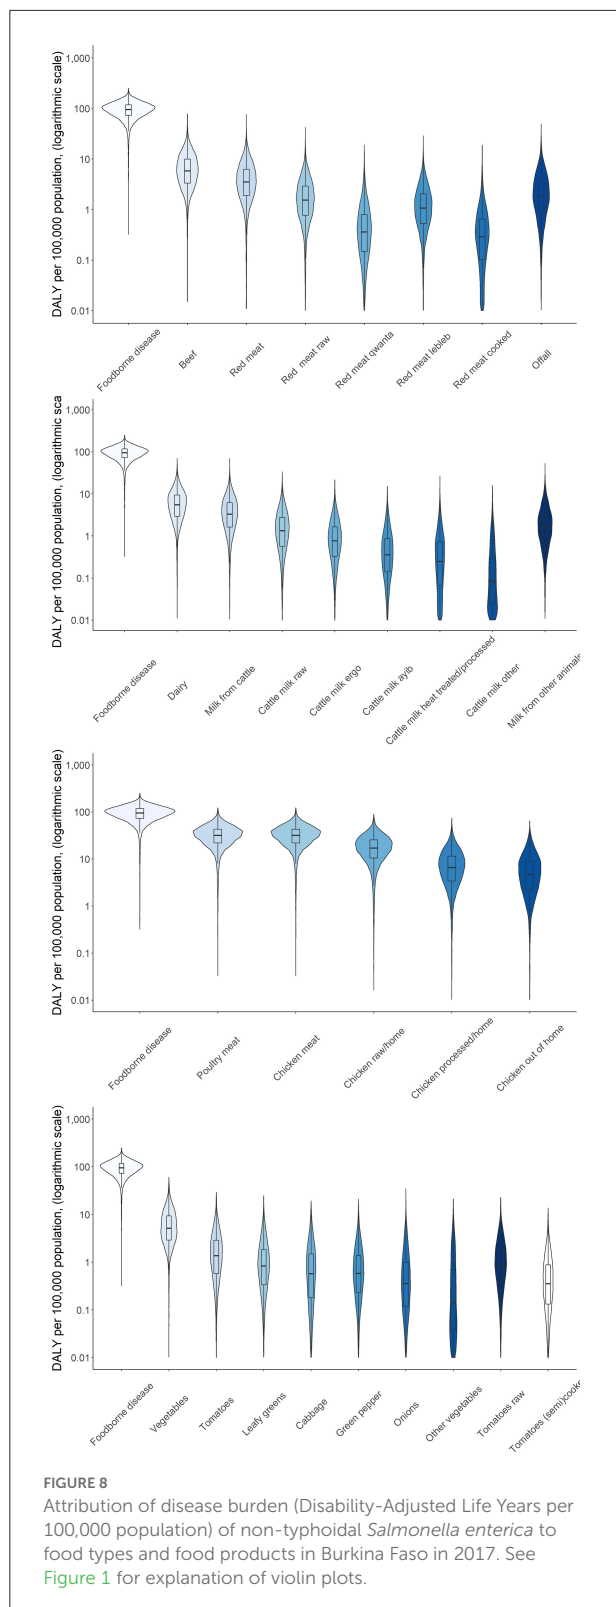 DALY per 100,000 population, (logarithmic scale)
1,000
100
10
1
0.1
0.01
Foodborne disease
Beef
Red meat
Red meat raw
Red meat qwanta
Red meat lebleb
Red meat cooked
Offall
DALY per 100,000 population, (logarithmic sca
1,000
100
10
1
0.1
0.01
Foodborne disease
Dairy
Milk from cattle
Cattle milk raw
Cattle milk ergo
Cattle milk ayib
Cattle milk heat treated/processed
Cattle milk other
Milk from other animals
DALY per 100,000 population, (logarithmic scale)
1,000
100
10
1
0.1
0.01
Foodborne disease
Poultry meat
Chicken meat
Chicken raw/home
Chicken processed/home
Chicken out of home
DALY per 100,000 population, (logarithmic scale)
1,000
100
10
1
0.1
0.01
Foodborne disease
Vegetables
Tomatoes
Leafy greens
Cabbage
Green pepper
Onions
Other vegetables
Tomatoes raw
Tomatoes (semi)cooke
FIGURE 8
Attribution of disease burden (Disability-Adjusted Life Years per
100,000 population) of non-typhoidal Salmonella enterica to
food types and food products in Burkina Faso in 2017. See
Figure 1 for explanation of violin plots.